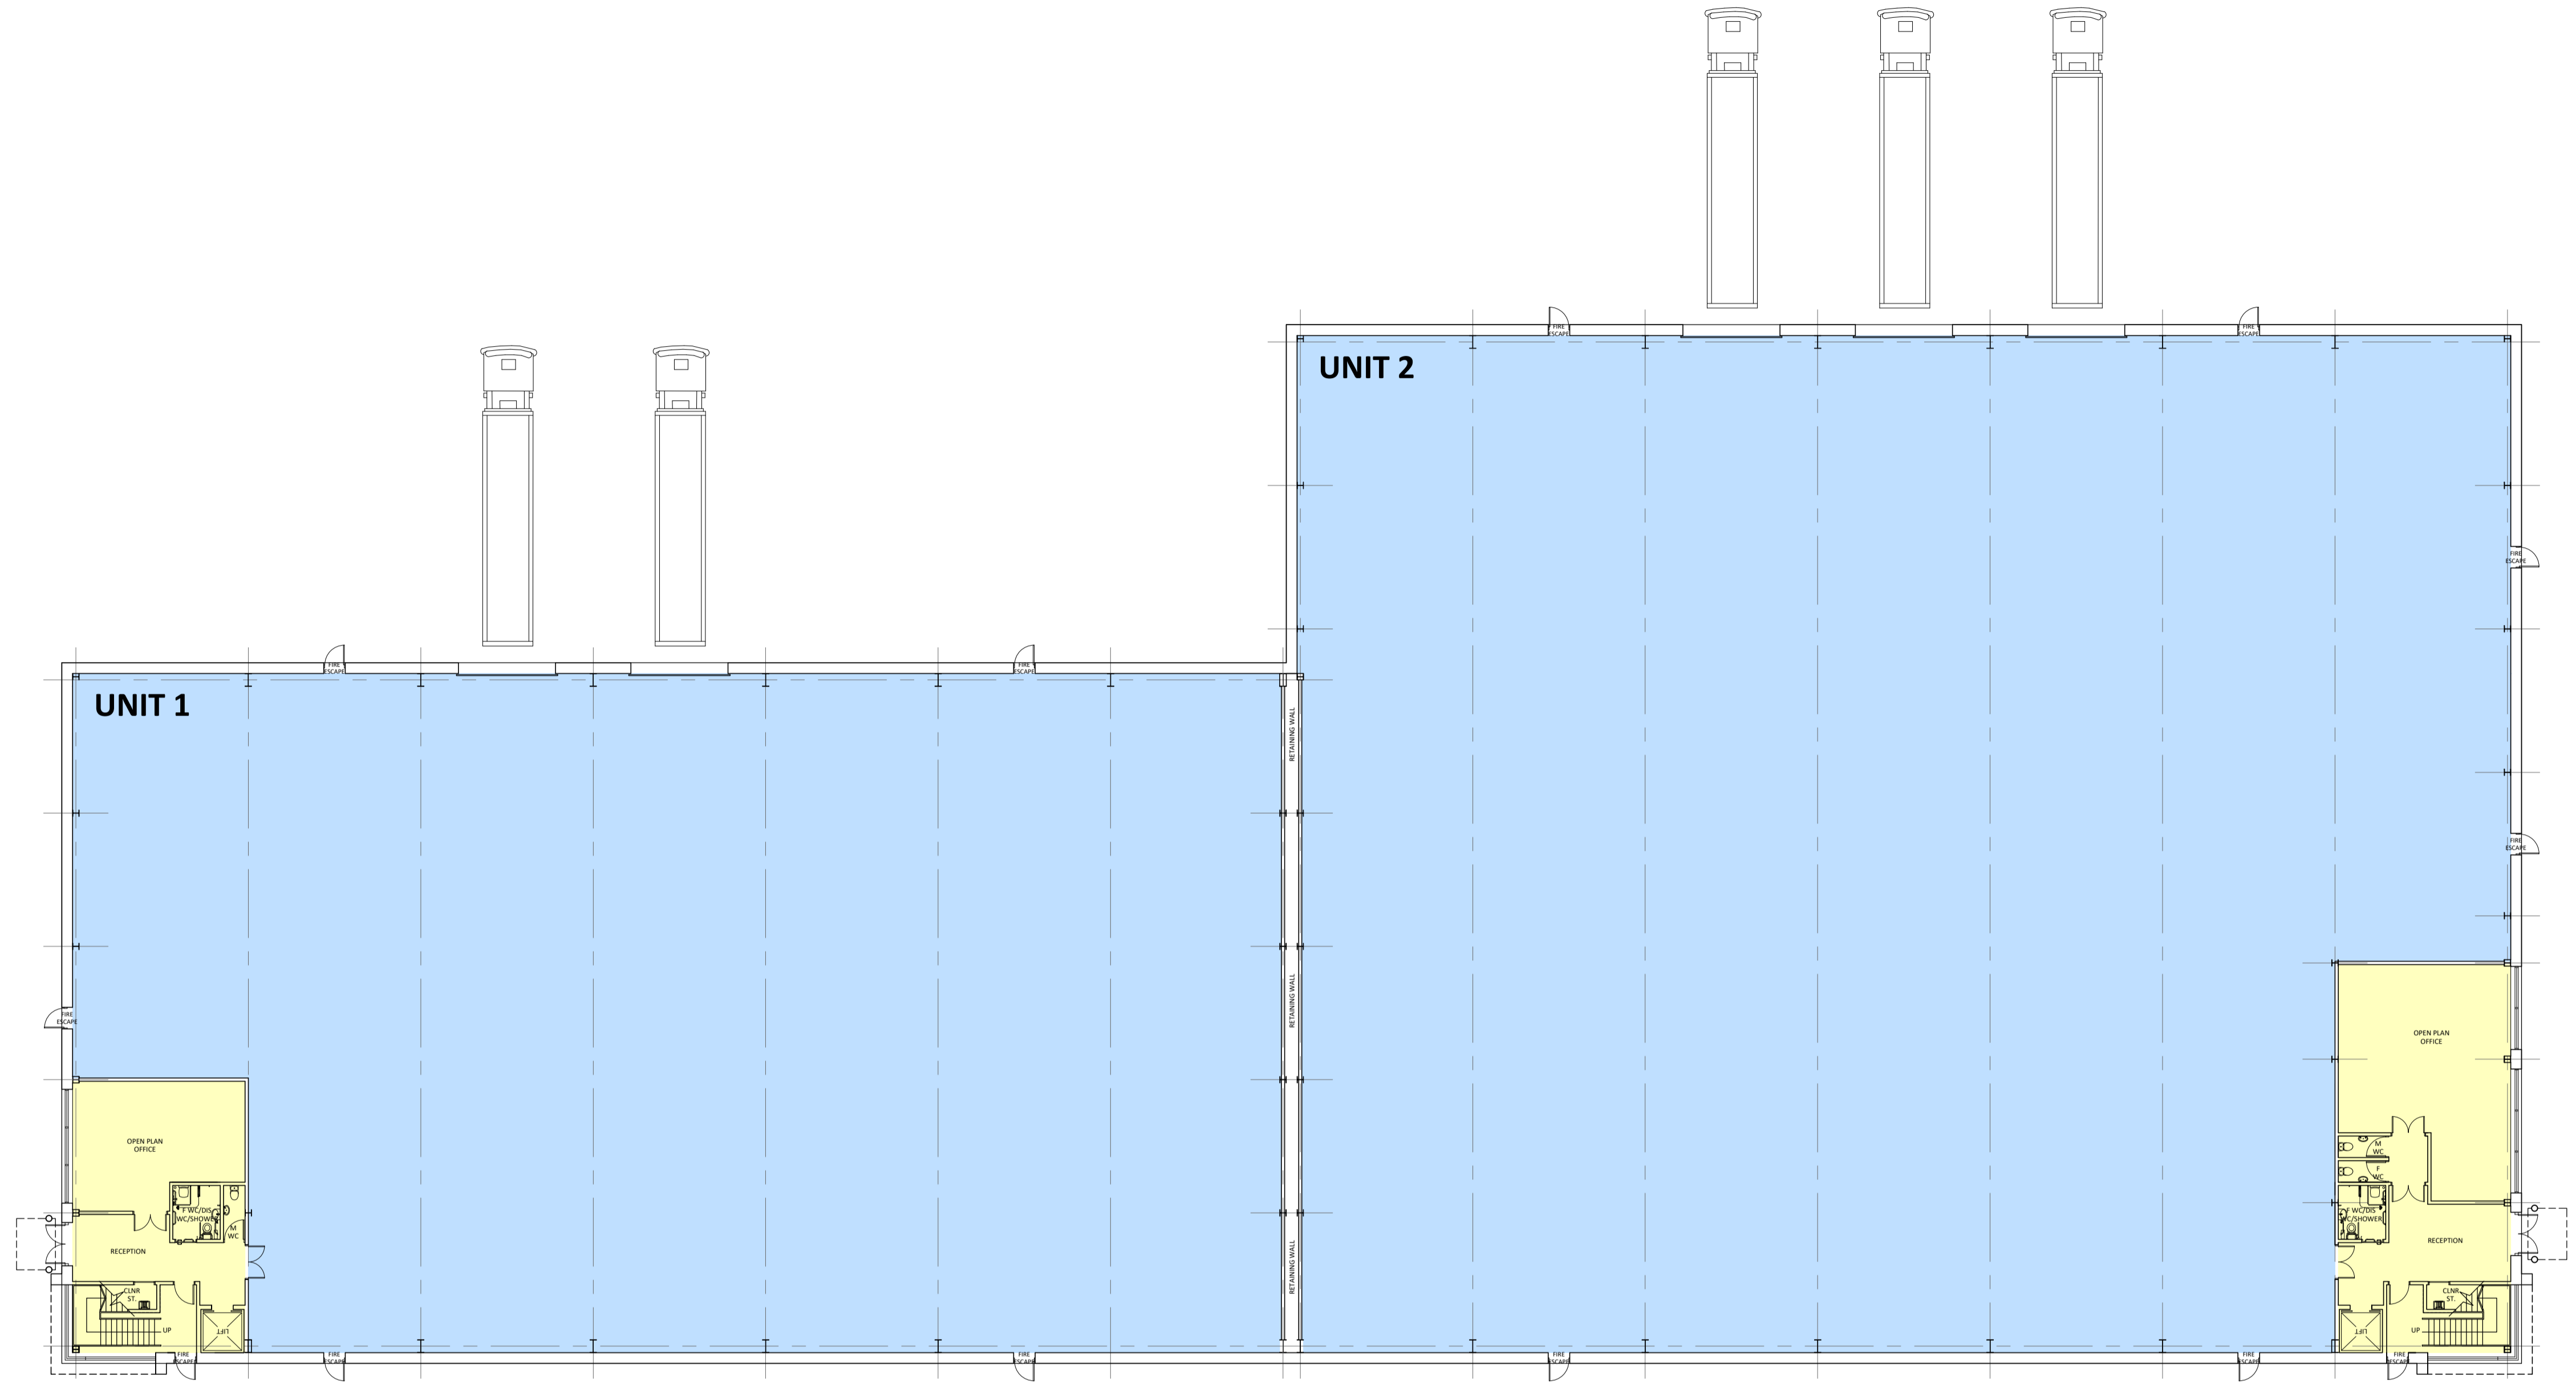 FIRE
ESCAPE
FIRE
ESCAPE
UNIT 2
FIRE
ESCAPE
FIRE
ESCAPE
FIRE
ESCAPE
UNIT 1
RETAINING WALL
FIRE
ESCAPE
RETAINING WALL
FIRE
ESCAPE
OPEN PLAN
OFFICE
OPEN PLAN
OFFICE
M
WC
F
WC
F WC/DIS
WC/SHOWER
M
WC
RECEPTION
F WC/DIS
WC/SHOWER
RECEPTION
RETAINING WALL
CLNR
ST.
UP
LIFT
CLNR
ST.
UP
LIFT
FIRE
ESCAPE
FIRE
ESCAPE
FIRE
ESCAPE
FIRE
ESCAPE
FIRE
ESCAPE
FIRE
ESCAPE